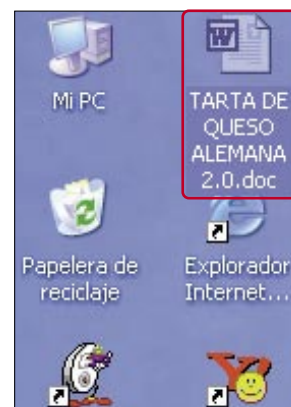 Mi PC
TARTA DE
QUESO
ALEMANA
2.0.doc
Papelera de
reciclaje
Explorador
Internet...